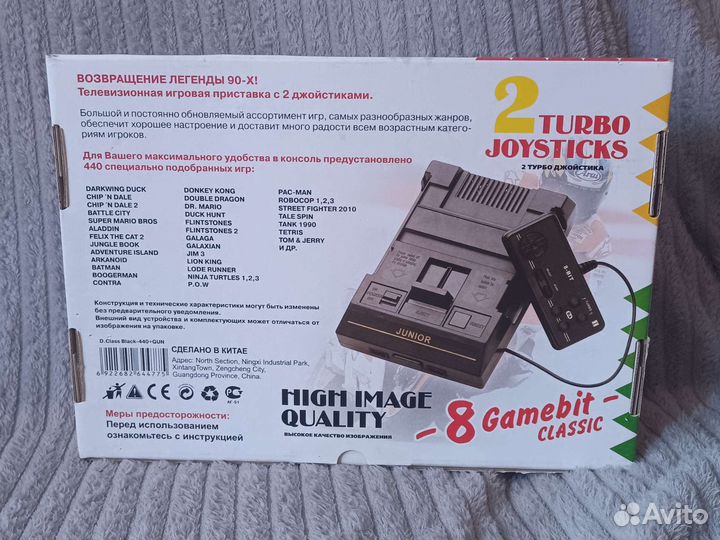 ВОЗВРАЩЕНИЕ ЛЕГЕНДЫ 90-Х!
Телевизионная игровая приставка с 2 джойстиками.
Большой и постоянно обновляемый ассортимент игр, самых разнообразных жанров,
обеспечит хорошее настроение и доставит много радости всем возрастным катего-
риям игроков.
Для Вашего максимального удобства в консоль предустановлено
440 специально подобранных игр:
DARKWING DUCK
CHIP `N DALE
CHIP `N DALE 2
BATTLE CITY
SUPER MARIO BROS
ALADDIN
FELIX THE CAT 2
JUNGLE BOOK
ADVENTURE ISLAND
ARKANOID
BATMAN
BOOGERMAN
CONTRA
DONKEY KONG
DOUBLE DRAGON
DR. MARIO
DUCK HUNT
FLINTSTONES
FLINTSTONES 2
GALAGA
GALAXIAN
JIM 3
LION KING
LODE RUNNER
NINJA TURTLES 1,2,3
P.O.W
PAC-MAN
ROBOCOP 1,2,3
STREET FIGHTER 2010
TALE SPIN
TANK 1990
TETRIS
TOM & JERRY
И ДР.
2 TURBO
JOYSTICKS
2 ТУРБО ДЖОЙСТИКА
8-BIT
EJECT
JUNIOR
Конструкция и технические характеристики могут быть изменены
без предварительного уведомления.
Внешний вид устройства и комплектующих может отличаться от
изображения на упаковке.
D.Class Black-440+GUN
6922682644775
СДЕЛАНО В КИТАЕ
Адрес: North Section, Ningxi Industrial Park,
XintangTown, Zengcheng City,
Guangdong Province, China.
Меры предосторожности:
Перед использованием
ознакомьтесь с инструкцией
HIGH IMAGE
QUALITY
ВЫСОКОЕ КАЧЕСТВО ИЗОБРАЖЕНИЯ
- 8 Gamebit -
CLASSIC
Avito